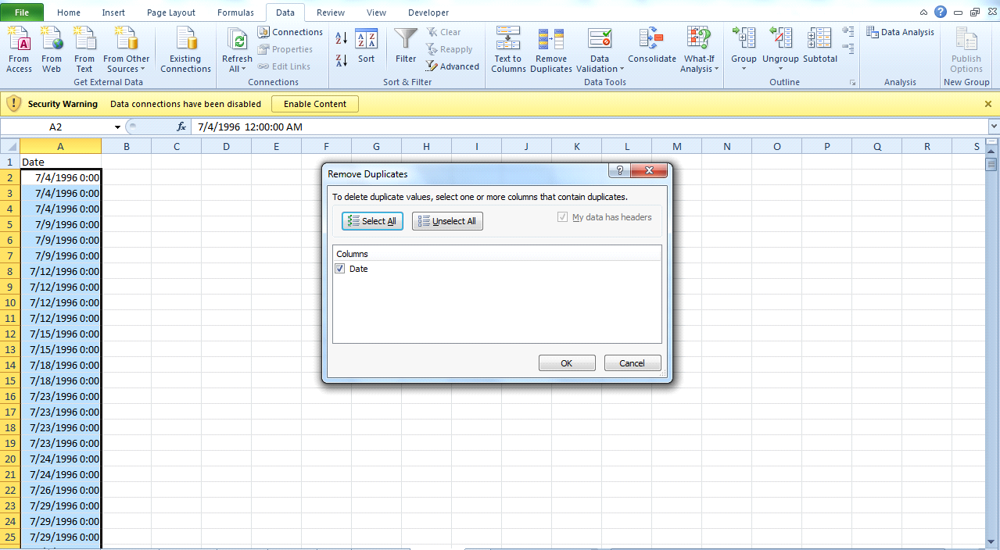 File Home Insert Page Layout Formulas Data Review View Developer
From Access
From Web
From Text
From Other Sources
Existing Connections
Refresh All
Connections
Properties
Edit Links
Sort
Filter
Clear
Reapply
Advanced
Text to Columns
Remove Duplicates
Data Validation
Consolidate
What-If Analysis
Group
Ungroup
Subtotal
Data Analysis
Publish Options
Get External Data Connections Sort & Filter Data Tools Outline Analysis New Group
Security Warning Data connections have been disabled Enable Content
A2 fx 7/4/1996 12:00:00 AM
A B C D E F G H I J K L M N O P Q R S
1 Date
2 7/4/1996 0:00
3 7/4/1996 0:00
4 7/4/1996 0:00
5 7/9/1996 0:00
6 7/9/1996 0:00
7 7/9/1996 0:00
8 7/12/1996 0:00
9 7/12/1996 0:00
10 7/12/1996 0:00
11 7/12/1996 0:00
12 7/15/1996 0:00
13 7/15/1996 0:00
14 7/18/1996 0:00
15 7/18/1996 0:00
16 7/23/1996 0:00
17 7/23/1996 0:00
18 7/23/1996 0:00
19 7/23/1996 0:00
20 7/24/1996 0:00
21 7/24/1996 0:00
22 7/26/1996 0:00
23 7/29/1996 0:00
24 7/29/1996 0:00
25 7/29/1996 0:00
Remove Duplicates
To delete duplicate values, select one or more columns that contain duplicates.
Select All Unselect All My data has headers
Columns
Date
OK Cancel